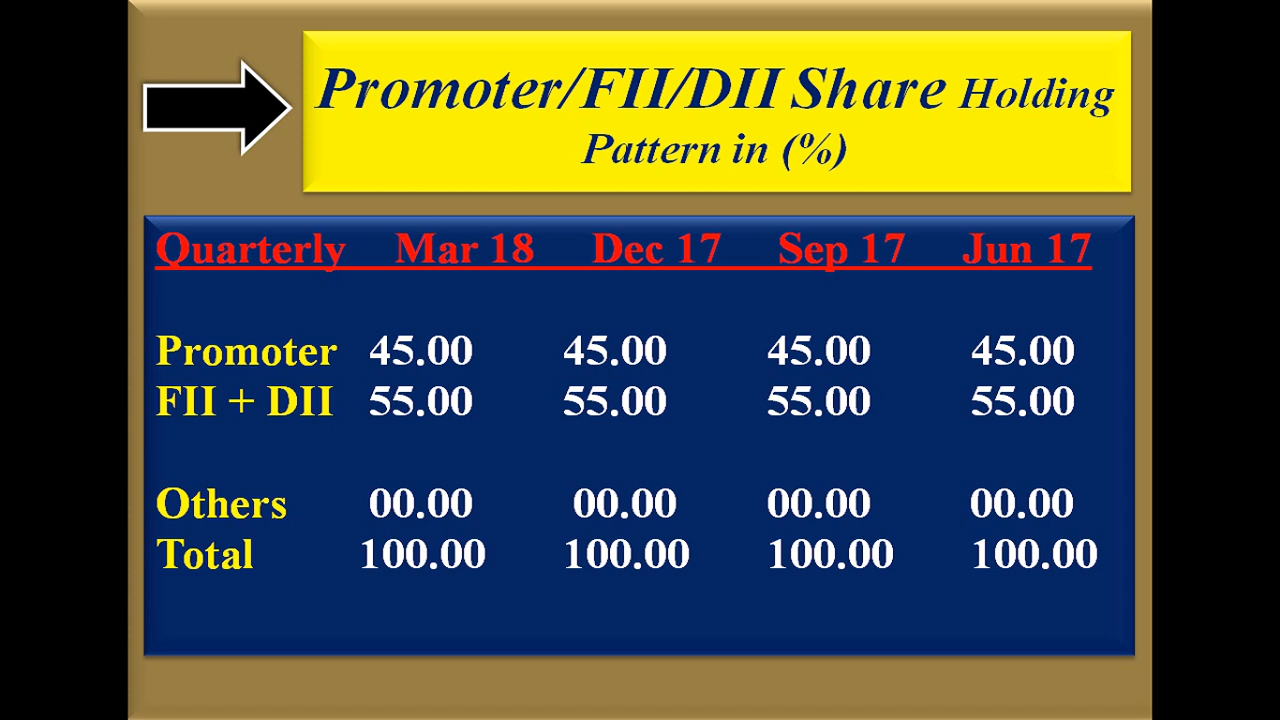 Promoter/FII/DII Share Holding
Pattern in (%)
Quarterly Mar 18 Dec 17 Sep 17 Jun 17
Promoter 45.00 45.00 45.00 45.00
FII + DII 55.00 55.00 55.00 55.00
Others 00.00 00.00 00.00 00.00
Total 100.00 100.00 100.00 100.00